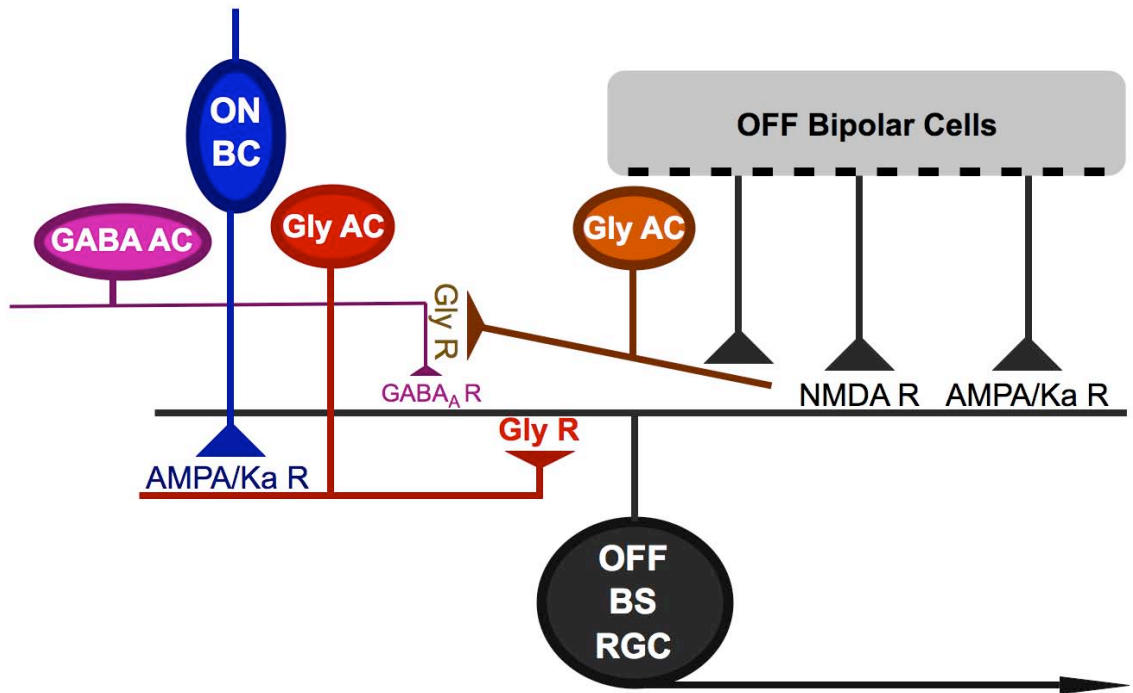 ON
BC
OFF Bipolar Cells
GABA AC
Gly AC
Gly AC
Gly R
GABAA R
NMDA R
AMPA/Ka R
Gly R
AMPA/Ka R
OFF
BS
RGC